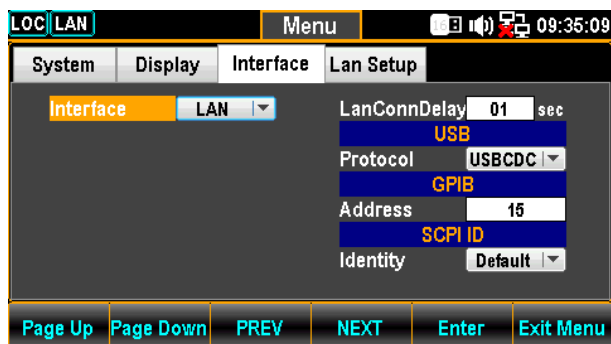 LOC LAN Menu 16 09:35:09
System Display Interface Lan Setup
Interface LAN LanConnDelay 01 sec
USB
Protocol USBCDC
GPIB
Address 15
SCPI ID
Identity Default
Page Up Page Down PREV NEXT Enter Exit Menu